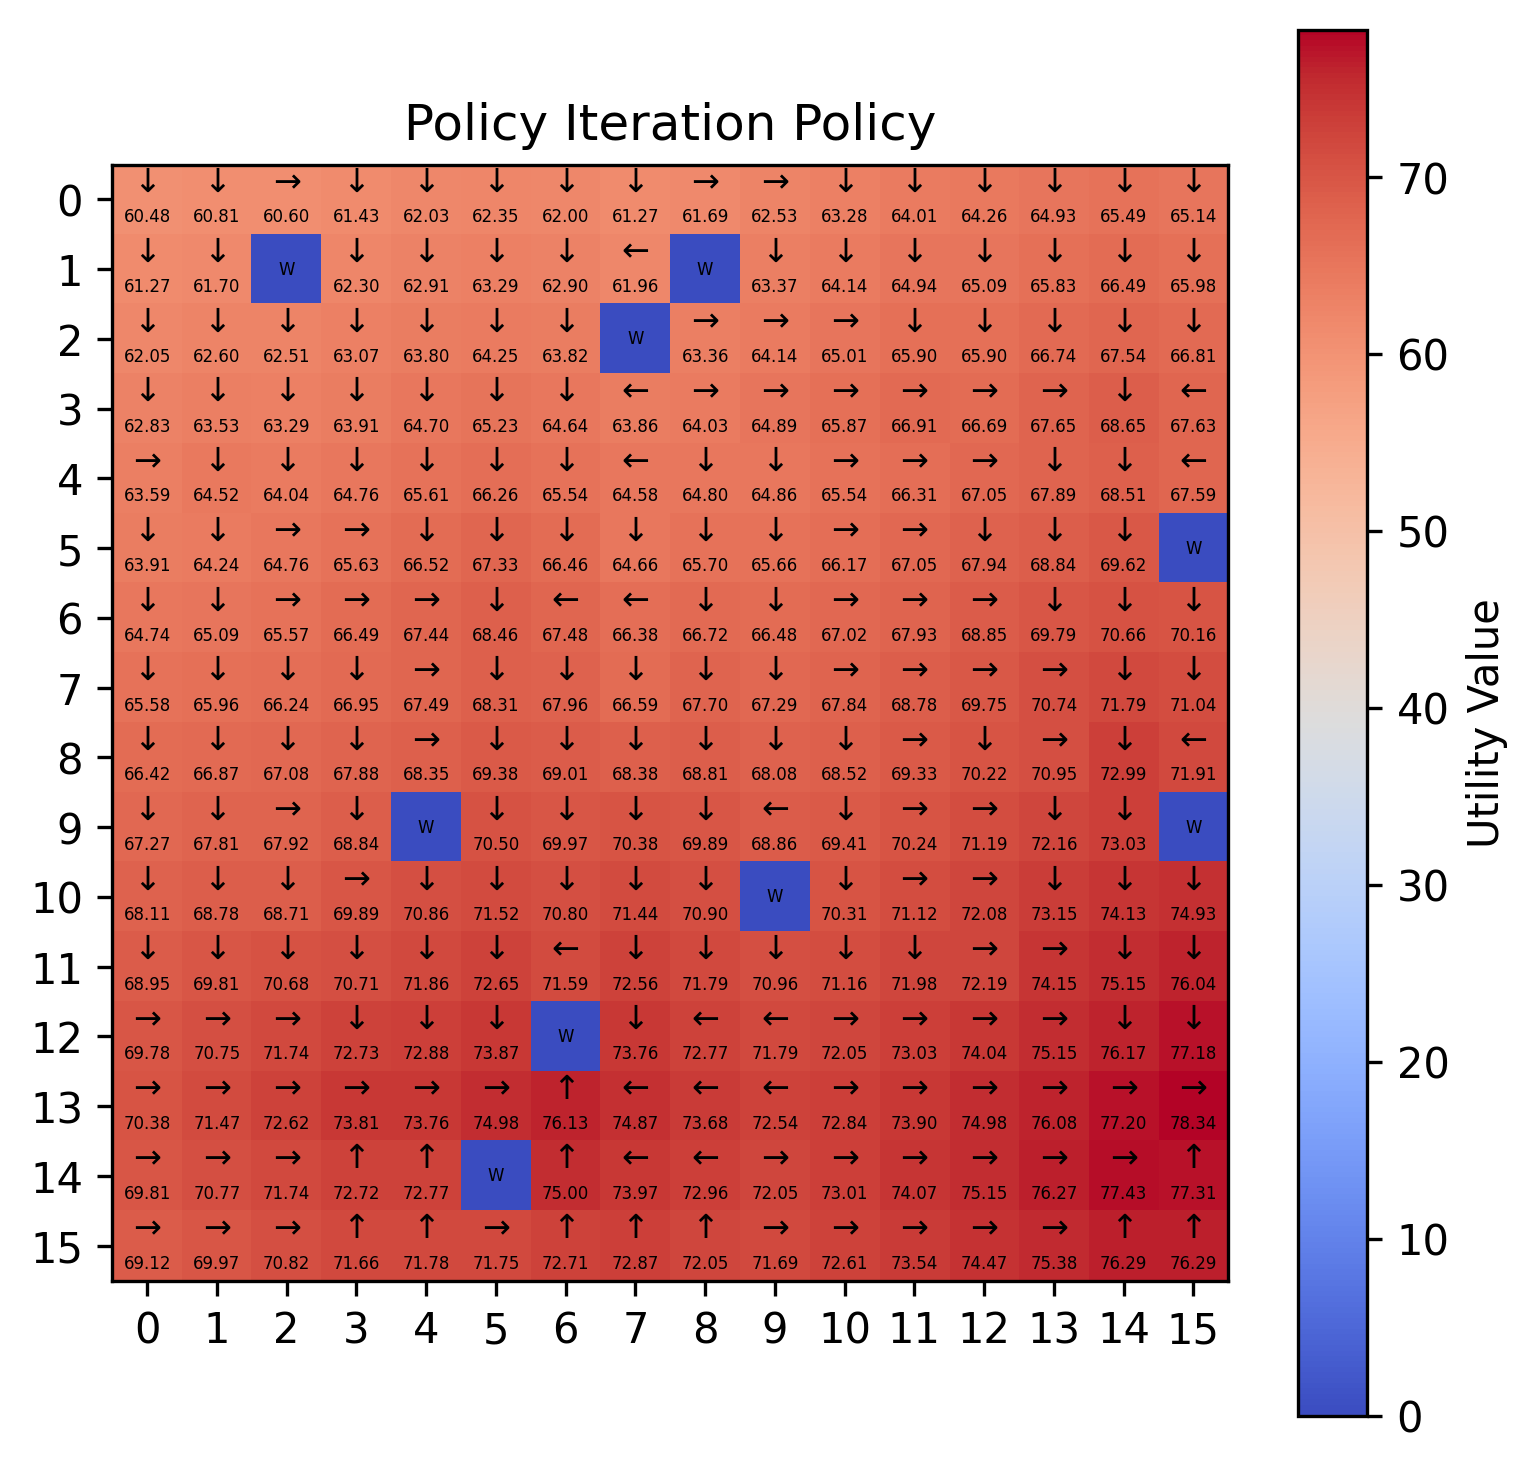 Policy Iteration Policy
0 ↓ ↓ → ↓ ↓ ↓ ↓ ↓ → → ↓ ↓ ↓ ↓ ↓ ↓
60.48 60.81 60.60 61.43 62.03 62.35 62.00 61.27 61.69 62.53 63.28 64.01 64.26 64.93 65.49 65.14
1 ↓ ↓ W ↓ ↓ ↓ ↓ ← W ↓ ↓ ↓ ↓ ↓ ↓ ↓
61.27 61.70 62.30 62.91 63.29 62.90 61.96 63.37 64.14 64.94 65.09 65.83 66.49 65.98
2 ↓ ↓ ↓ ↓ ↓ ↓ ↓ W → → → ↓ ↓ ↓ ↓ ↓
62.05 62.60 62.51 63.07 63.80 64.25 63.82 63.36 64.14 65.01 65.90 65.90 66.74 67.54 66.81
3 ↓ ↓ ↓ ↓ ↓ ↓ ↓ ← → → → → → → ↓ ←
62.83 63.53 63.29 63.91 64.70 65.23 64.64 63.86 64.03 64.89 65.87 66.91 66.69 67.65 68.65 67.63
4 → ↓ ↓ ↓ ↓ ↓ ↓ ← ↓ ↓ → → → ↓ ↓ ←
63.59 64.52 64.04 64.76 65.61 66.26 65.54 64.58 64.80 64.86 65.54 66.31 67.05 67.89 68.51 67.59
5 ↓ ↓ → → ↓ ↓ ↓ ↓ ↓ ↓ → → ↓ ↓ ↓ W
63.91 64.24 64.76 65.63 66.52 67.33 66.46 64.66 65.70 65.66 66.17 67.05 67.94 68.84 69.62
6 ↓ ↓ → → → ↓ ← ← ↓ ↓ → → → ↓ ↓ ↓
64.74 65.09 65.57 66.49 67.44 68.46 67.48 66.38 66.72 66.48 67.02 67.93 68.85 69.79 70.66 70.16
7 ↓ ↓ ↓ ↓ → ↓ ↓ ↓ ↓ ↓ → → → → ↓ ↓
65.58 65.96 66.24 66.95 67.49 68.31 67.96 66.59 67.70 67.29 67.84 68.78 69.75 70.74 71.79 71.04
8 ↓ ↓ ↓ ↓ → ↓ ↓ ↓ ↓ ↓ ↓ → ↓ → ↓ ←
66.42 66.87 67.08 67.88 68.35 69.38 69.01 68.38 68.81 68.08 68.52 69.33 70.22 70.95 72.99 71.91
9 ↓ ↓ → ↓ W ↓ ↓ ↓ ↓ ← ↓ → → ↓ ↓ W
67.27 67.81 67.92 68.84 70.50 69.97 70.38 69.89 68.86 69.41 70.24 71.19 72.16 73.03
10 ↓ ↓ ↓ → ↓ ↓ ↓ ↓ ↓ W ↓ → → ↓ ↓ ↓
68.11 68.78 68.71 69.89 70.86 71.52 70.80 71.44 70.90 70.31 71.12 72.08 73.15 74.13 74.93
11 ↓ ↓ ↓ ↓ ↓ ↓ ← ↓ ↓ ↓ ↓ ↓ → → ↓ ↓
68.95 69.81 70.68 70.71 71.86 72.65 71.59 72.56 71.79 70.96 71.16 71.98 72.19 74.15 75.15 76.04
12 → → → ↓ ↓ ↓ W ↓ ← ← → → → → ↓ ↓
69.78 70.75 71.74 72.73 72.88 73.87 73.76 72.77 71.79 72.05 73.03 74.04 75.15 76.17 77.18
13 → → → → → → ↑ ← ← ← → → → → → →
70.38 71.47 72.62 73.81 73.76 74.98 76.13 74.87 73.68 72.54 72.84 73.90 74.98 76.08 77.20 78.34
14 → → → ↑ ↑ W ↑ ← ← → → → → → → ↑
69.81 70.77 71.74 72.72 72.77 75.00 73.97 72.96 72.05 73.01 74.07 75.15 76.27 77.43 77.31
15 → → → ↑ ↑ → ↑ ↑ ↑ → → → → → ↑ ↑
69.12 69.97 70.82 71.66 71.78 71.75 72.71 72.87 72.05 71.69 72.61 73.54 74.47 75.38 76.29 76.29
0 1 2 3 4 5 6 7 8 9 10 11 12 13 14 15
70
60
50
40
30
20
10
0
Utility Value